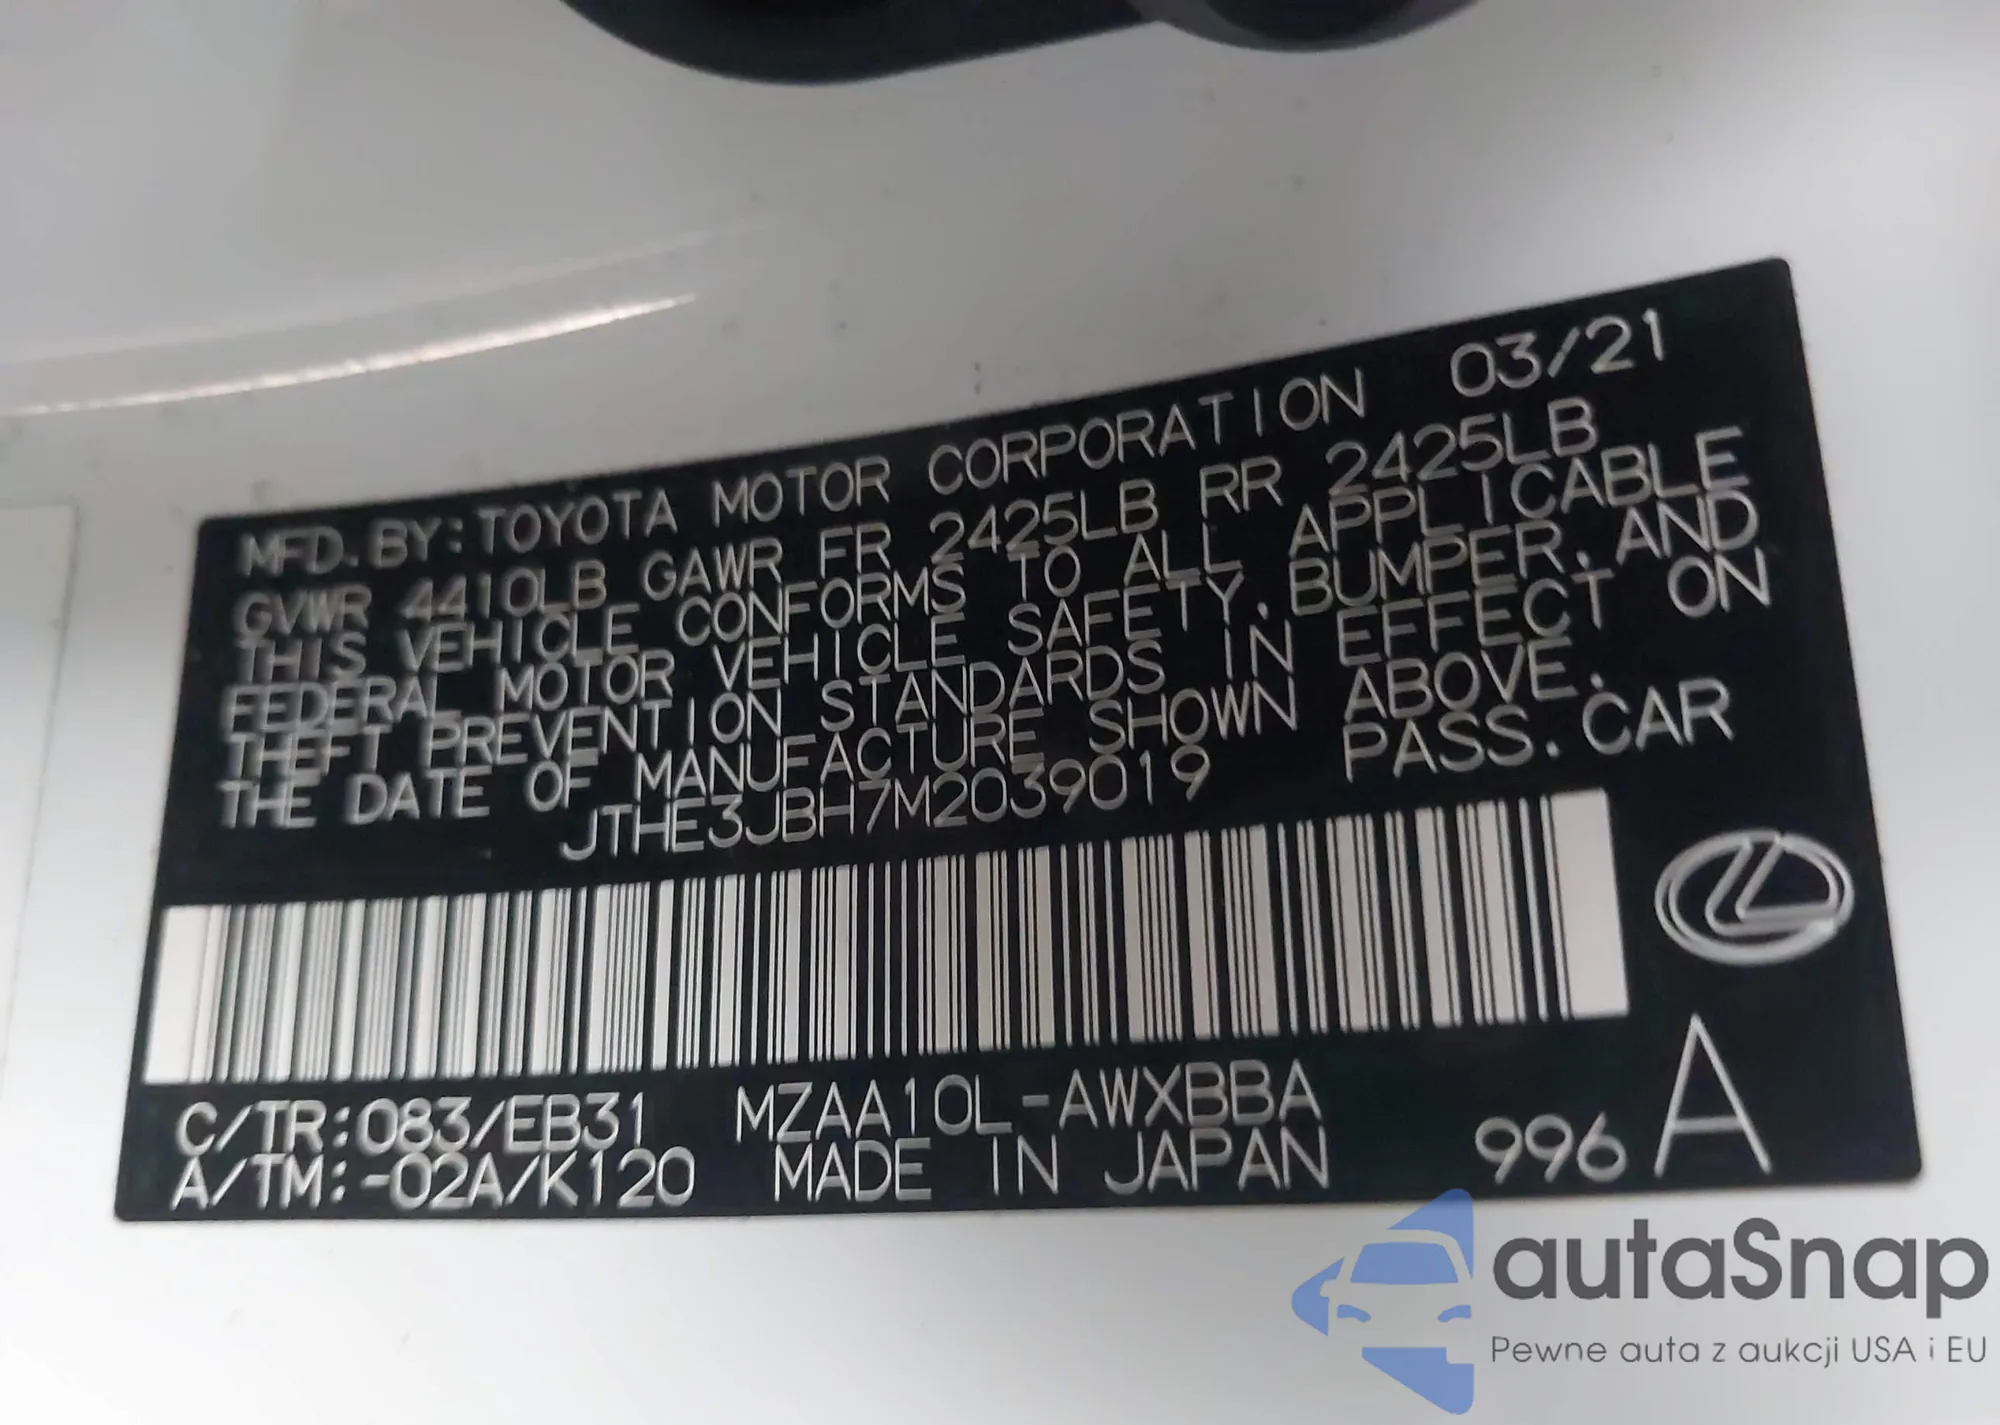 MFD. BY: TOYOTA MOTOR CORPORATION 03/21
GVWR 4410LB GAWR FR 2425LB RR 2425LB
THIS VEHICLE CONFORMS TO ALL APPLICABLE
FEDERAL MOTOR VEHICLE SAFETY, BUMPER, AND
THEFT PREVENTION STANDARDS IN EFFECT ON
THE DATE OF MANUFACTURE SHOWN ABOVE.
JTHE3JBH7M2039019 PASS. CAR
C/TR:083/EB31 MZAA10L-AWXBBA
A/TM:-02A/K120 MADE IN JAPAN 996 A
autaSnap
Pewne auta z aukcji USA i EU